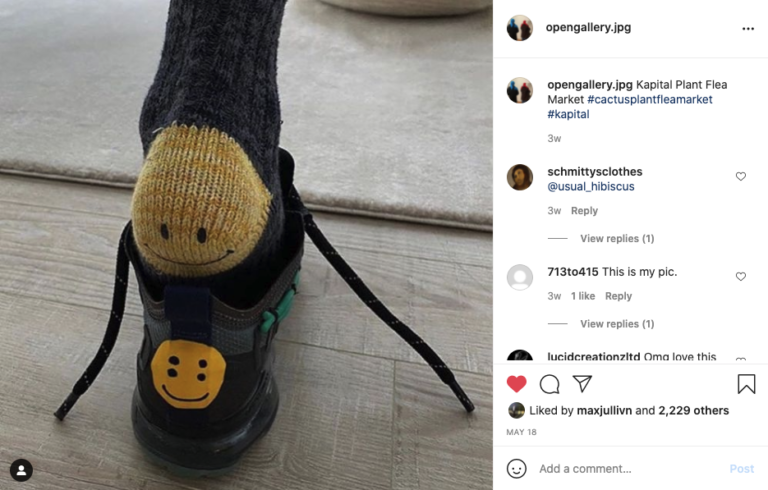 opengallery.jpg
opengallery.jpg Kapital Plant Flea
Market #cactusplantfleamarket
#kapital
3w
schmittysclothes
@usual_hibiscus
3w Reply
View replies (1)
713to415 This is my pic.
3w 1 like Reply
View replies (1)
lucidcreationzltd Omg love this
Liked by maxjullivn and 2,229 others
MAY 18
Add a comment... Post